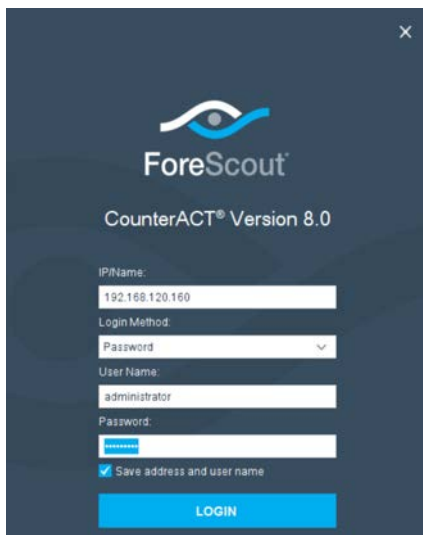 ForeScout
CounterACT® Version 8.0
IP/Name:
192.168.120.160
Login Method:
Password
User Name:
administrator
Password:
•••••••••
Save address and user name
LOGIN